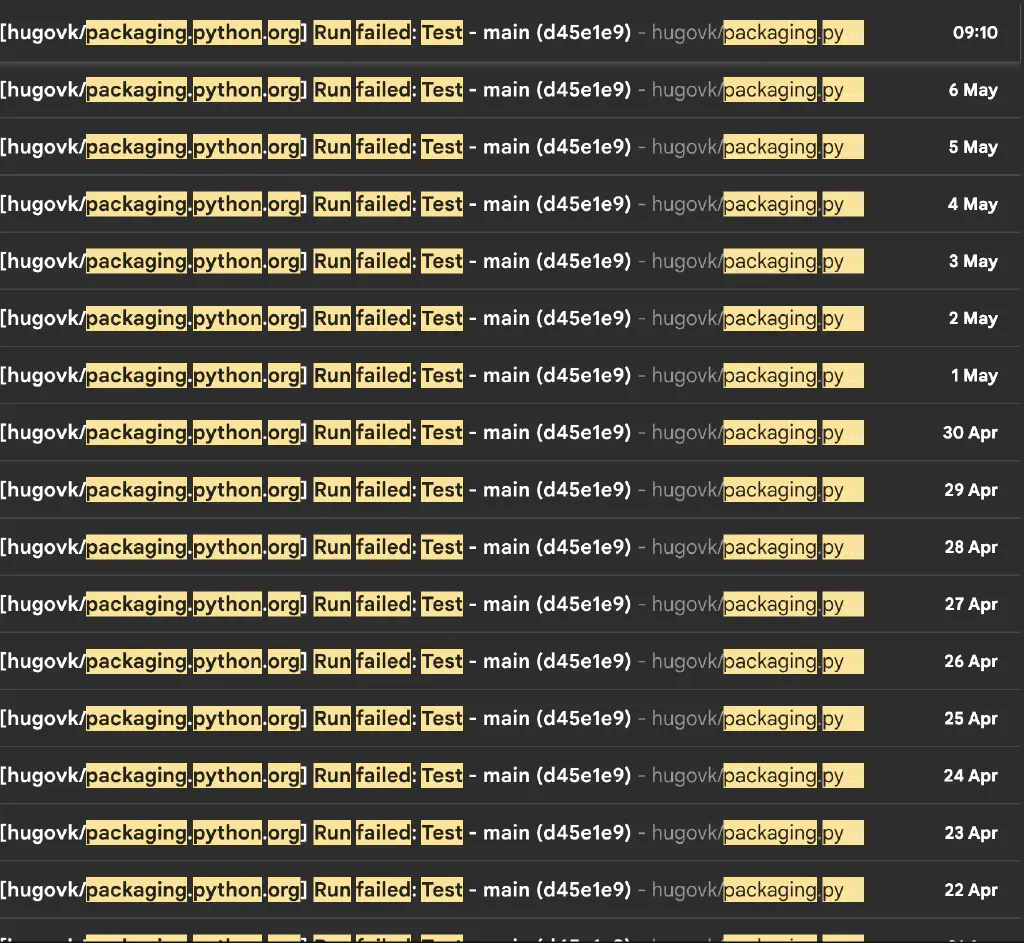 [hugovk/packaging.python.org] Run failed: Test - main (d45e1e9) - hugovk/packaging.py ... 09:10
[hugovk/packaging.python.org] Run failed: Test - main (d45e1e9) - hugovk/packaging.py 6 May
[hugovk/packaging.python.org] Run failed: Test - main (d45e1e9) - hugovk/packaging.py 5 May
[hugovk/packaging.python.org] Run failed: Test - main (d45e1e9) - hugovk/packaging.py 4 May
[hugovk/packaging.python.org] Run failed: Test - main (d45e1e9) - hugovk/packaging.py 3 May
[hugovk/packaging.python.org] Run failed: Test - main (d45e1e9) - hugovk/packaging.py 2 May
[hugovk/packaging.python.org] Run failed: Test - main (d45e1e9) - hugovk/packaging.py 1 May
[hugovk/packaging.python.org] Run failed: Test - main (d45e1e9) - hugovk/packaging.py 30 Apr
[hugovk/packaging.python.org] Run failed: Test - main (d45e1e9) - hugovk/packaging.py 29 Apr
[hugovk/packaging.python.org] Run failed: Test - main (d45e1e9) - hugovk/packaging.py 28 Apr
[hugovk/packaging.python.org] Run failed: Test - main (d45e1e9) - hugovk/packaging.py 27 Apr
[hugovk/packaging.python.org] Run failed: Test - main (d45e1e9) - hugovk/packaging.py 26 Apr
[hugovk/packaging.python.org] Run failed: Test - main (d45e1e9) - hugovk/packaging.py 25 Apr
[hugovk/packaging.python.org] Run failed: Test - main (d45e1e9) - hugovk/packaging.py 24 Apr
[hugovk/packaging.python.org] Run failed: Test - main (d45e1e9) - hugovk/packaging.py 23 Apr
[hugovk/packaging.python.org] Run failed: Test - main (d45e1e9) - hugovk/packaging.py 22 Apr